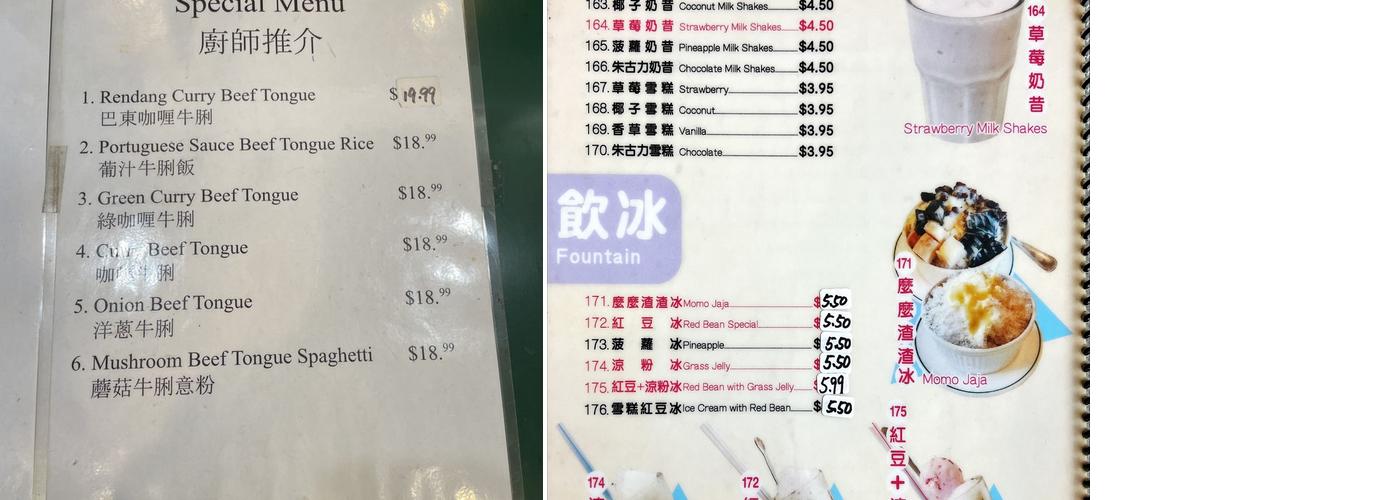 Special Menu
廚師推介
1. Rendang Curry Beef Tongue $19.99
巴東咖喱牛脷
2. Portuguese Sauce Beef Tongue Rice $18.99
葡汁牛脷飯
3. Green Curry Beef Tongue $18.99
綠咖喱牛脷
4. Beef Tongue $18.99
牛脷
5. Onion Beef Tongue $18.99
洋蔥牛脷
6. Mushroom Beef Tongue Spaghetti $18.99
蘑菇牛脷意粉
163. 椰子奶昔 Coconut Milk Shakes $4.50
164. 草莓奶昔 Strawberry Milk Shakes $4.50
165. 菠蘿奶昔 Pineapple Milk Shakes $4.50
166. 朱古力奶昔 Chocolate Milk Shakes $4.50
167. 草莓雪糕 Strawberry $3.95
168. 椰子雪糕 Coconut $3.95
169. 香草雪糕 Vanilla $3.95
170. 朱古力雪糕 Chocolate $3.95
164
草莓奶昔
Strawberry Milk Shakes
飲冰
Fountain
171. 麼麼渣渣冰 Momo Jaja $5.50
172. 紅豆冰 Red Bean Special $5.50
173. 菠蘿冰 Pineapple $5.50
174. 涼粉冰 Grass Jelly $5.50
175. 紅豆+涼粉冰 Red Bean with Grass Jelly $5.99
176. 雪糕紅豆冰 Ice Cream with Red Bean $5.50
171
麼麼渣渣冰
Momo Jaja
175
紅豆+
174
172